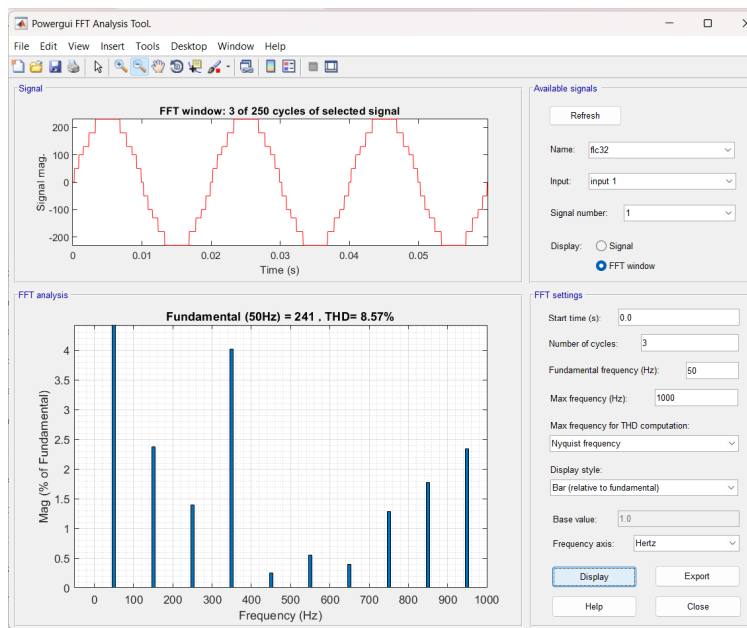 Powergui FFT Analysis Tool.
File Edit View Insert Tools Desktop Window Help
Signal
FFT window: 3 of 250 cycles of selected signal
200
100
0
-100
-200
Signal mag.
0 0.01 0.02 0.03 0.04 0.05
Time (s)
FFT analysis
Fundamental (50Hz) = 241 , THD= 8.57%
4
3.5
3
2.5
2
1.5
1
0.5
0
Mag (% of Fundamental)
0 100 200 300 400 500 600 700 800 900 1000
Frequency (Hz)
Available signals
Refresh
Name: flc32
Input: input 1
Signal number: 1
Display: Signal
FFT window
FFT settings
Start time (s): 0.0
Number of cycles: 3
Fundamental frequency (Hz): 50
Max frequency (Hz): 1000
Max frequency for THD computation:
Nyquist frequency
Display style:
Bar (relative to fundamental)
Base value: 1.0
Frequency axis: Hertz
Display Export
Help Close